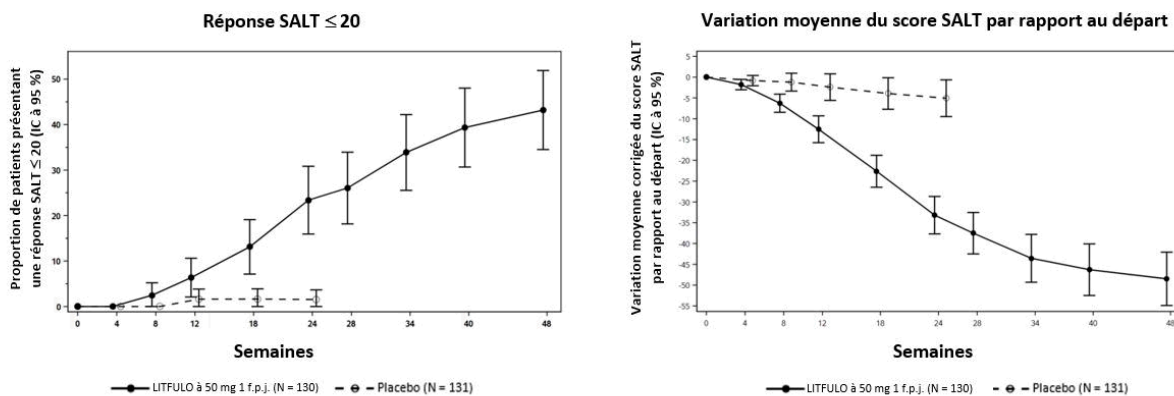 Réponse SALT ≤ 20
Proportion de patients présentant
une réponse SALT ≤ 20 (IC à 95 %)
50
40
30
20
10
0
0 4 8 12 18 24 28 34 40 48
Semaines
LITFULO à 50 mg 1 f.p.j. (N = 130) Placebo (N = 131)
Variation moyenne du score SALT par rapport au départ
Variation moyenne corrigée du score SALT
par rapport au départ (IC à 95 %)
5
0
-5
-10
-15
-20
-25
-30
-35
-40
-45
-50
-55
0 4 8 12 18 24 28 34 40 48
Semaines
LITFULO à 50 mg 1 f.p.j. (N = 130) Placebo (N = 131)